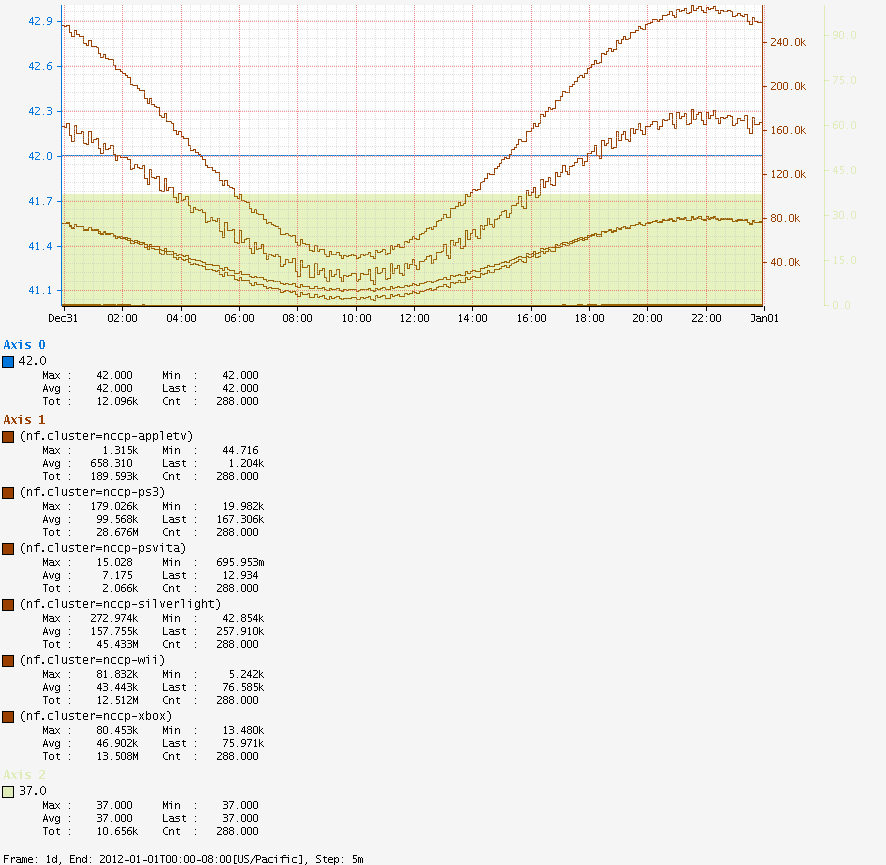 42.9
42.6
42.3
42.0
41.7
41.4
41.1
240.0k
200.0k
160.0k
120.0k
80.0k
40.0k
90.0
75.0
60.0
45.0
30.0
15.0
0.0
Dec31 02:00 04:00 06:00 08:00 10:00 12:00 14:00 16:00 18:00 20:00 22:00 Jan01
Axis 0
42.0
Max : 42.000 Min : 42.000
Avg : 42.000 Last : 42.000
Tot : 12.096k Cnt : 288.000
Axis 1
(nf.cluster=nccp-appletv)
Max : 1.315k Min : 44.716
Avg : 658.310 Last : 1.204k
Tot : 189.593k Cnt : 288.000
(nf.cluster=nccp-ps3)
Max : 179.026k Min : 19.982k
Avg : 99.568k Last : 167.306k
Tot : 28.676M Cnt : 288.000
(nf.cluster=nccp-psvita)
Max : 15.028 Min : 695.953m
Avg : 7.175 Last : 12.934
Tot : 2.066k Cnt : 288.000
(nf.cluster=nccp-silverlight)
Max : 272.974k Min : 42.854k
Avg : 157.755k Last : 257.910k
Tot : 45.433M Cnt : 288.000
(nf.cluster=nccp-wii)
Max : 81.832k Min : 5.242k
Avg : 43.443k Last : 76.585k
Tot : 12.512M Cnt : 288.000
(nf.cluster=nccp-xbox)
Max : 80.453k Min : 13.480k
Avg : 46.902k Last : 75.971k
Tot : 13.508M Cnt : 288.000
Axis 2
37.0
Max : 37.000 Min : 37.000
Avg : 37.000 Last : 37.000
Tot : 10.656k Cnt : 288.000
Frame: 1d, End: 2012-01-01T00:00-08:00[US/Pacific], Step: 5m